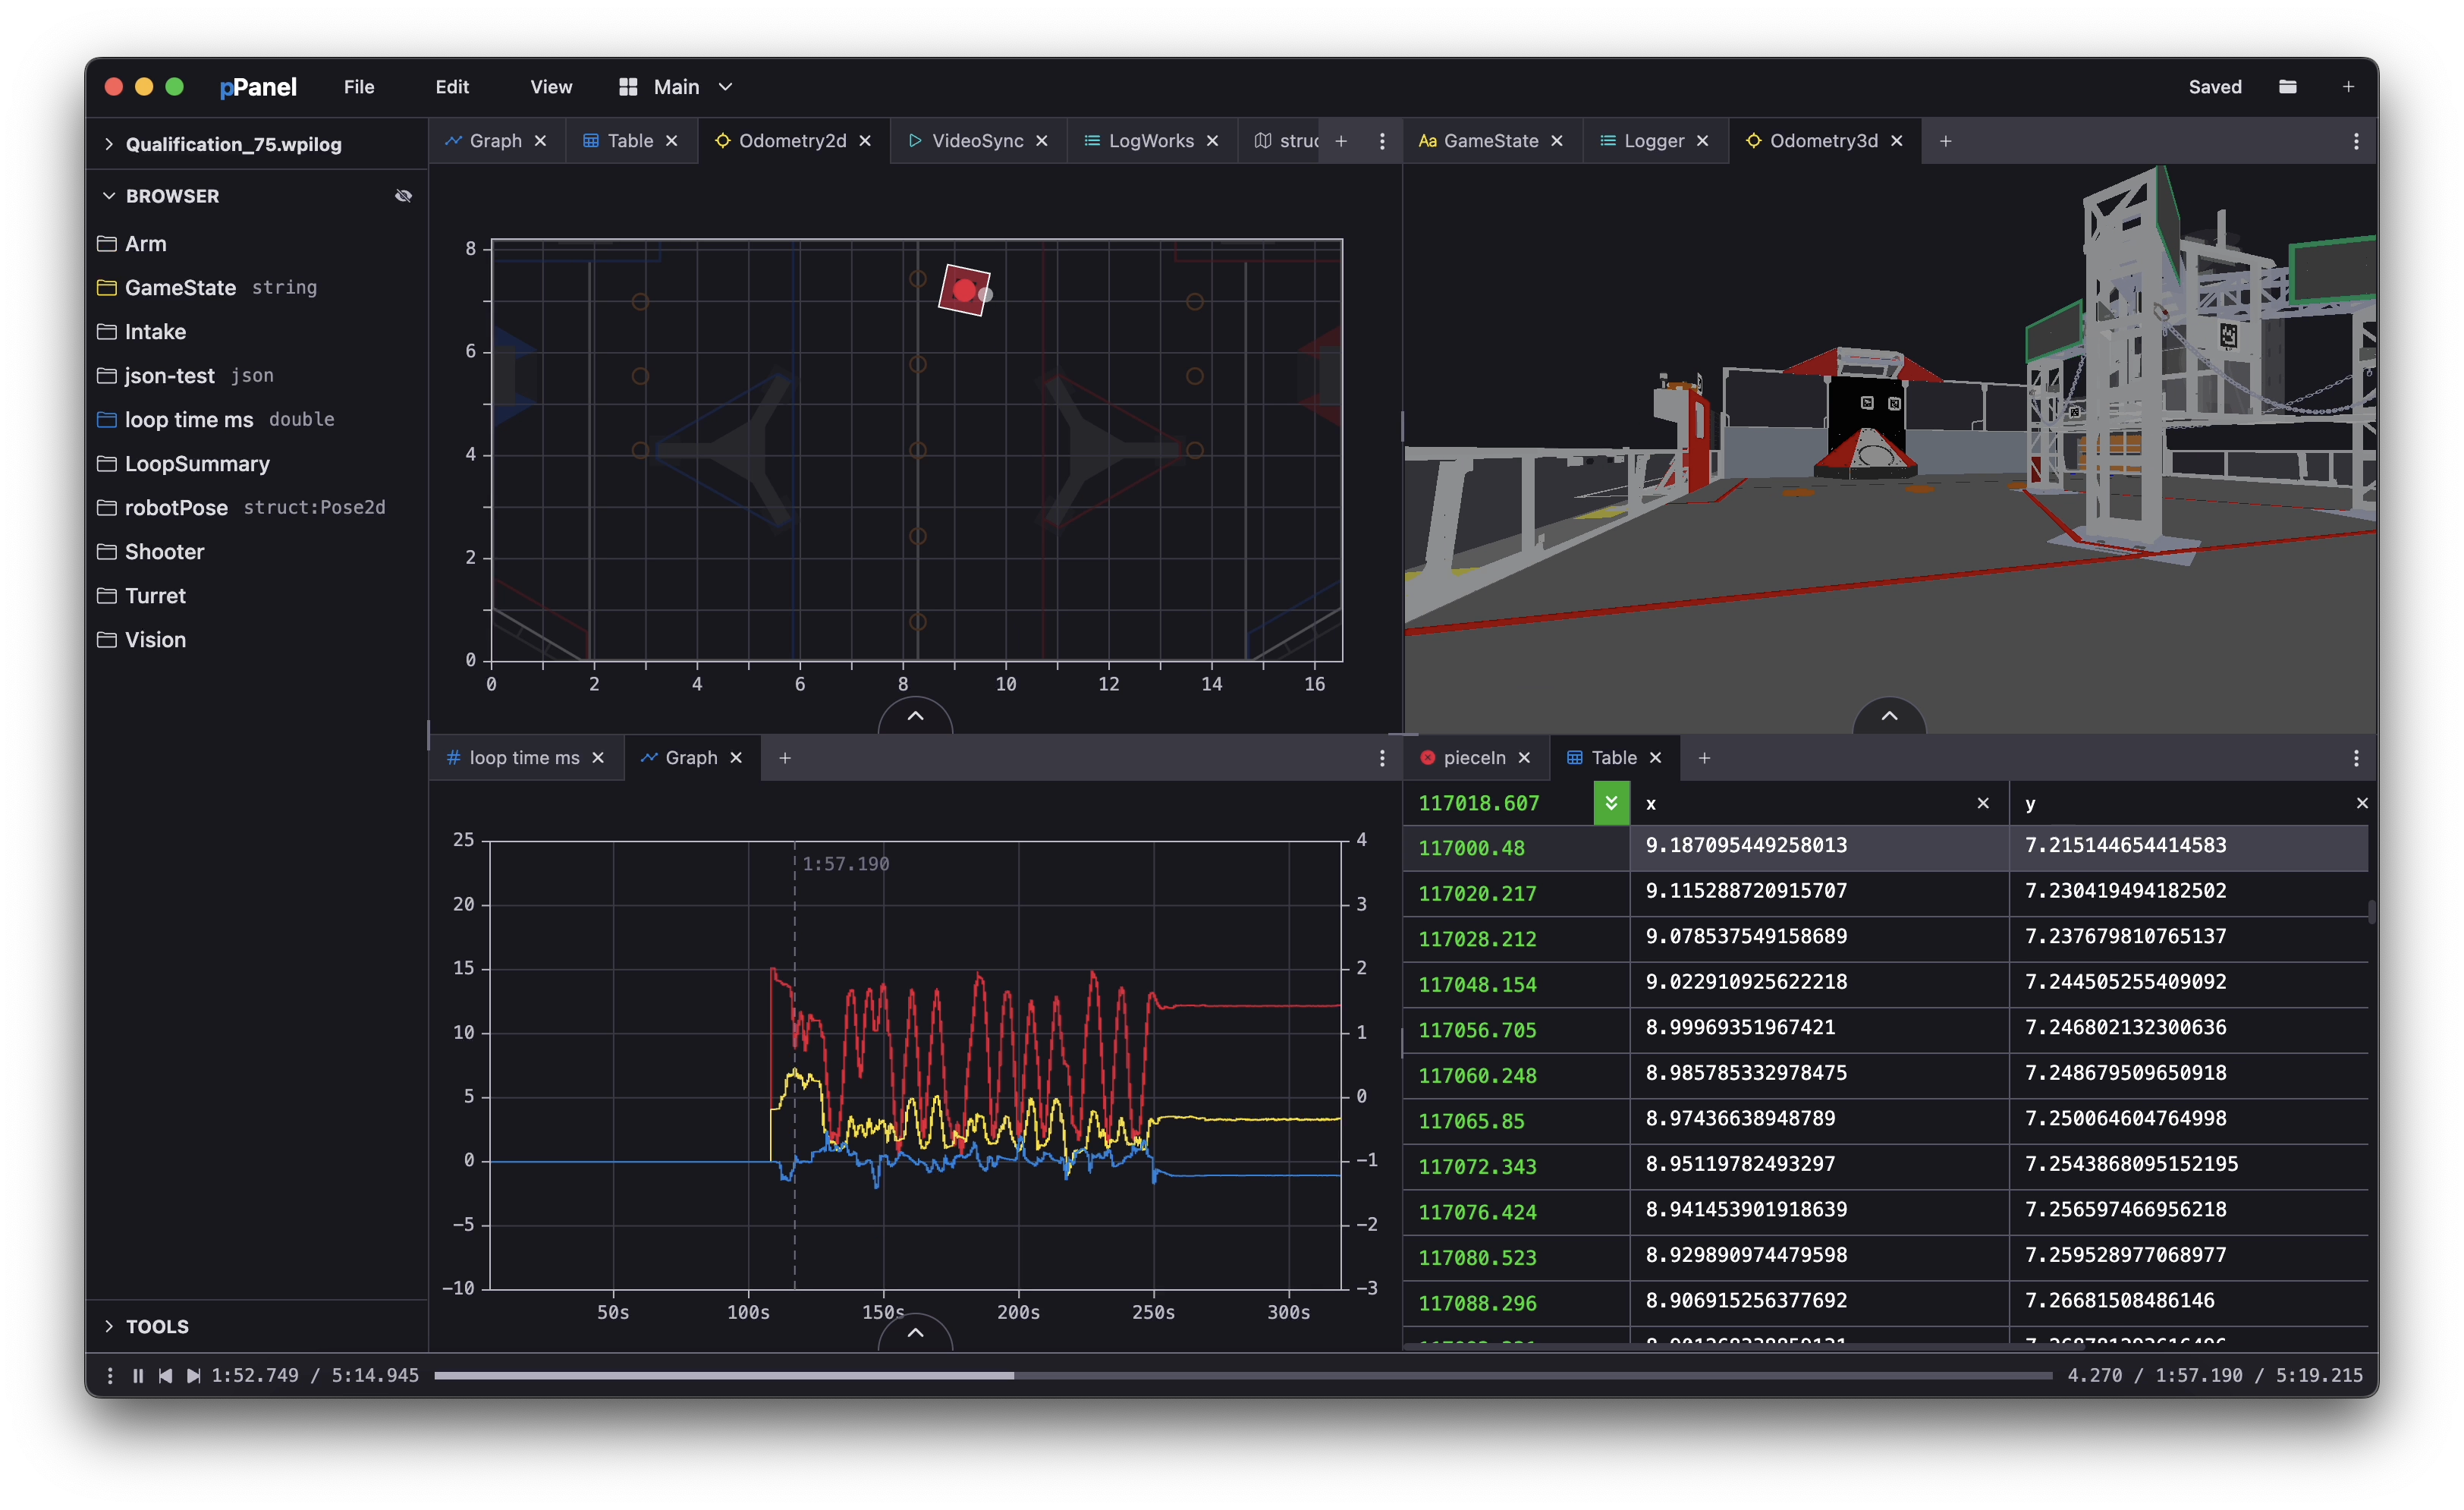 pPanel File Edit View Main Saved
Qualification_75.wpilog
BROWSER
Arm
GameState string
Intake
json-test json
loop time ms double
LoopSummary
robotPose struct:Pose2d
Shooter
Turret
Vision
TOOLS
Graph Table Odometry2d VideoSync LogWorks struc
8
6
4
2
0
0 2 4 6 8 10 12 14 16
GameState Logger Odometry3d
loop time ms Graph
1:57.190
25 4
20 3
15 2
10 1
5 0
0 −1
−5 −2
−10 −3
50s 100s 150s 200s 250s 300s
pieceIn Table
117018.607 x y
117000.48 9.187095449258013 7.215144654414583
117020.217 9.115288720915707 7.230419494182502
117028.212 9.078537549158689 7.237679810765137
117048.154 9.022910925622218 7.244505255409092
117056.705 8.99969351967421 7.246802132300636
117060.248 8.985785332978475 7.248679509650918
117065.85 8.97436638948789 7.250064604764998
117072.343 8.95119782493297 7.2543868095152195
117076.424 8.941453901918639 7.256597466956218
117080.523 8.929890974479598 7.259528977068977
117088.296 8.906915256377692 7.26681508486146
1:52.749 / 5:14.945 4.270 / 1:57.190 / 5:19.215